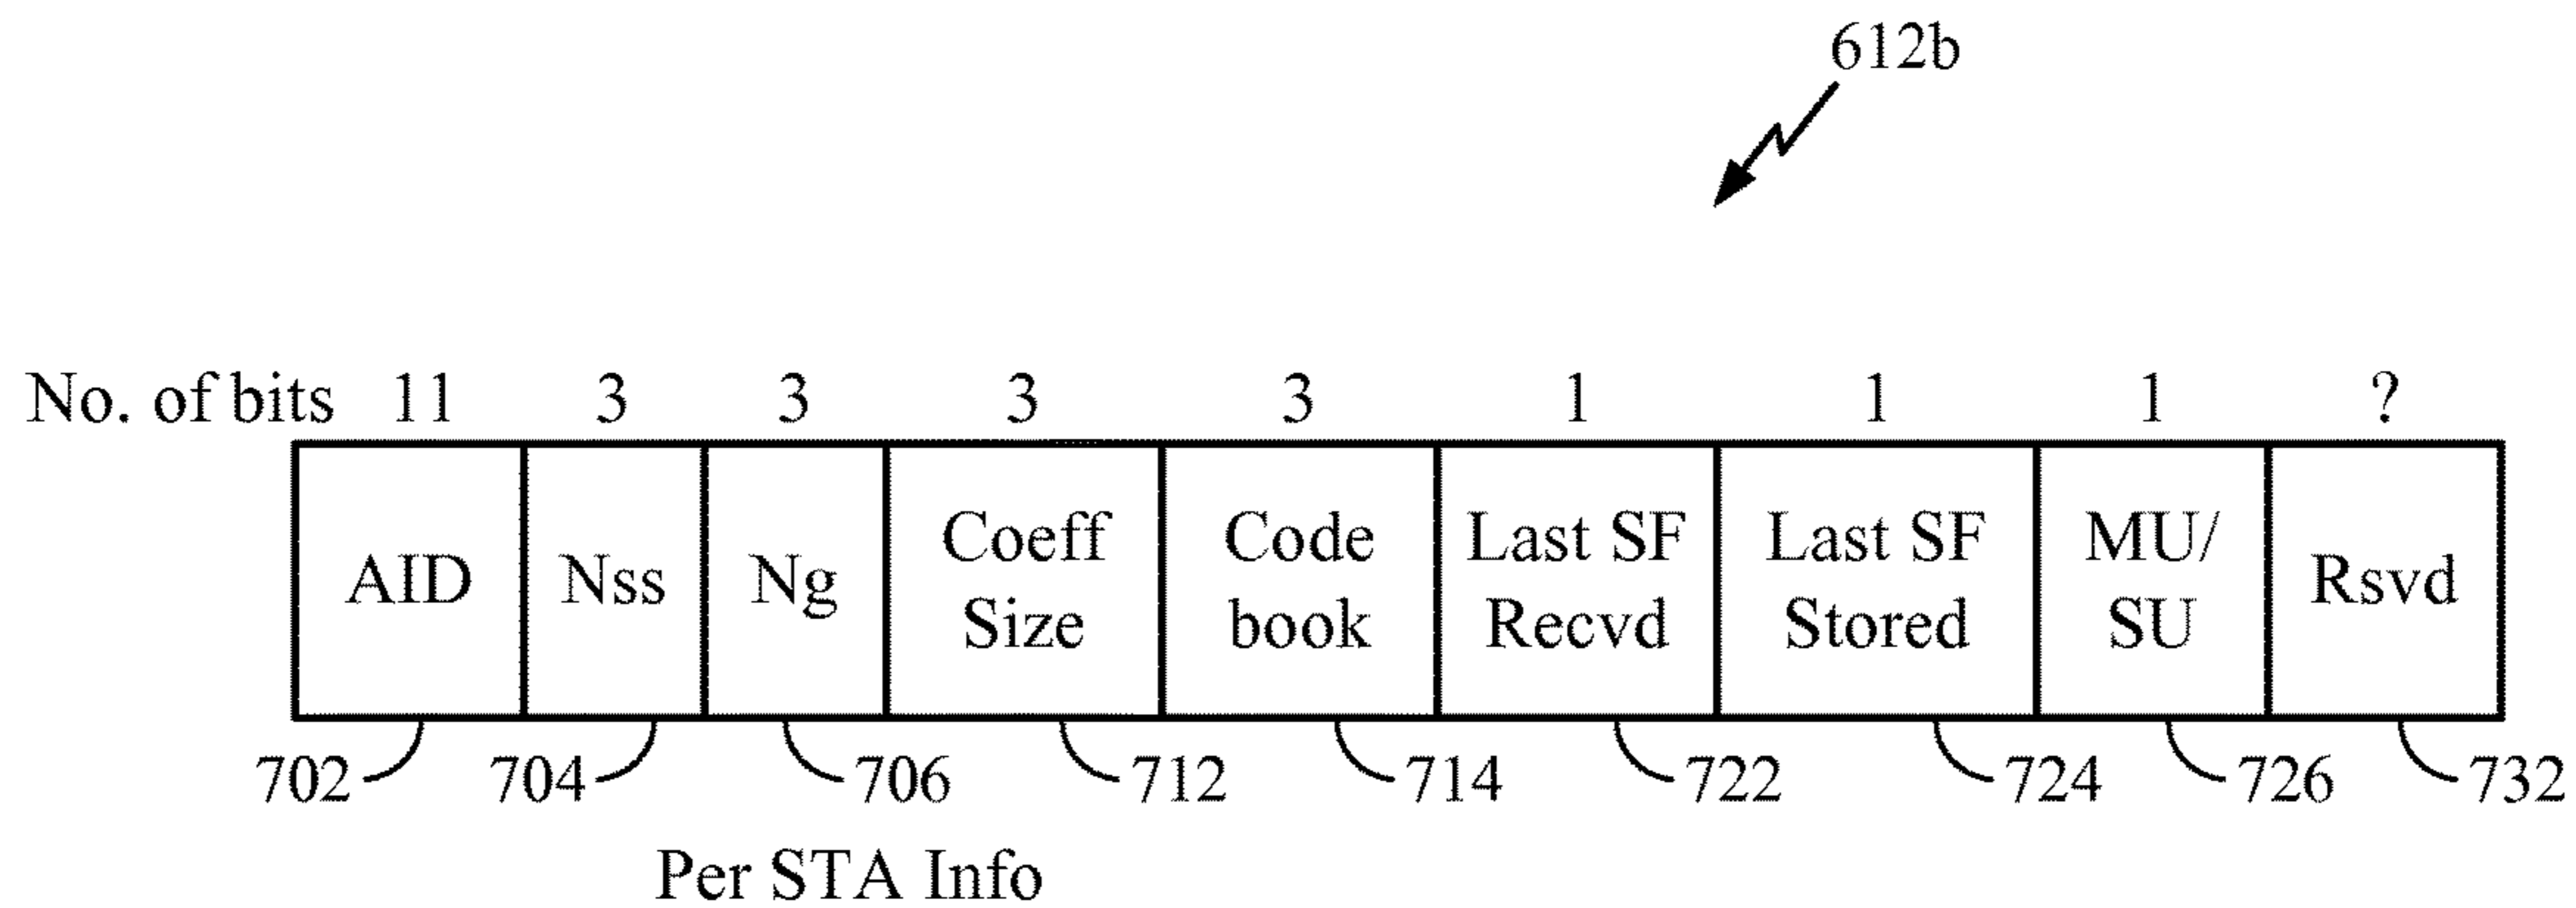 612b
No. of bits 11 3 3 3 3 1 1 1 ?
AID Nss Ng Coeff Size Code book Last SF Recvd Last SF Stored MU/ SU Rsvd
702 704 706 712 714 722 724 726 732
Per STA Info